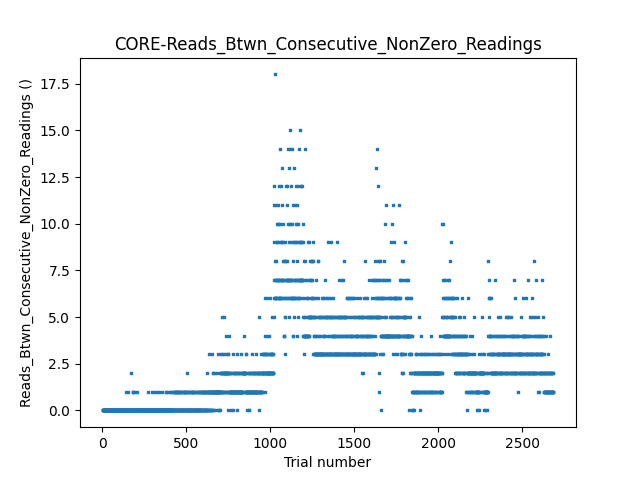 CORE-Reads_Btwn_Consecutive_NonZero_Readings
Reads_Btwn_Consecutive_NonZero_Readings ()
17.5
15.0
12.5
10.0
7.5
5.0
2.5
0.0
0 500 1000 1500 2000 2500
Trial number